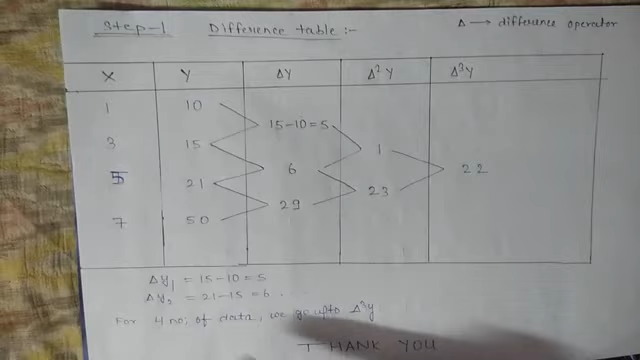 Step-1 Difference table:- Δ → difference operator
X Y ΔY Δ²Y Δ³Y
1 10
15-10=5
3 15 1
6 22
5 21 23
29
7 50
ΔY₁ = 15-10=5
ΔY₂ = 21-15=6.
For 4 no; of data, we go upto Δ³y
THANK YOU